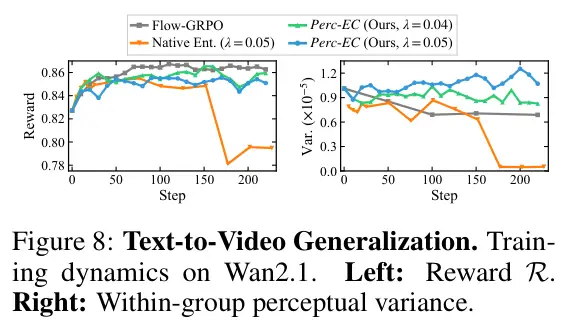 Flow-GRPO
Perc-EC (Ours, λ=0.04)
Native Ent. (λ=0.05)
Perc-EC (Ours, λ=0.05)
0.86
0.84
0.82
0.80
0.78
Reward
0 50 100 150 200
Step
1.2
0.9
0.6
0.3
0.0
Var. (×10⁻⁵)
0 50 100 150 200
Step
Figure 8: Text-to-Video Generalization. Train-
ing dynamics on Wan2.1. Left: Reward R.
Right: Within-group perceptual variance.